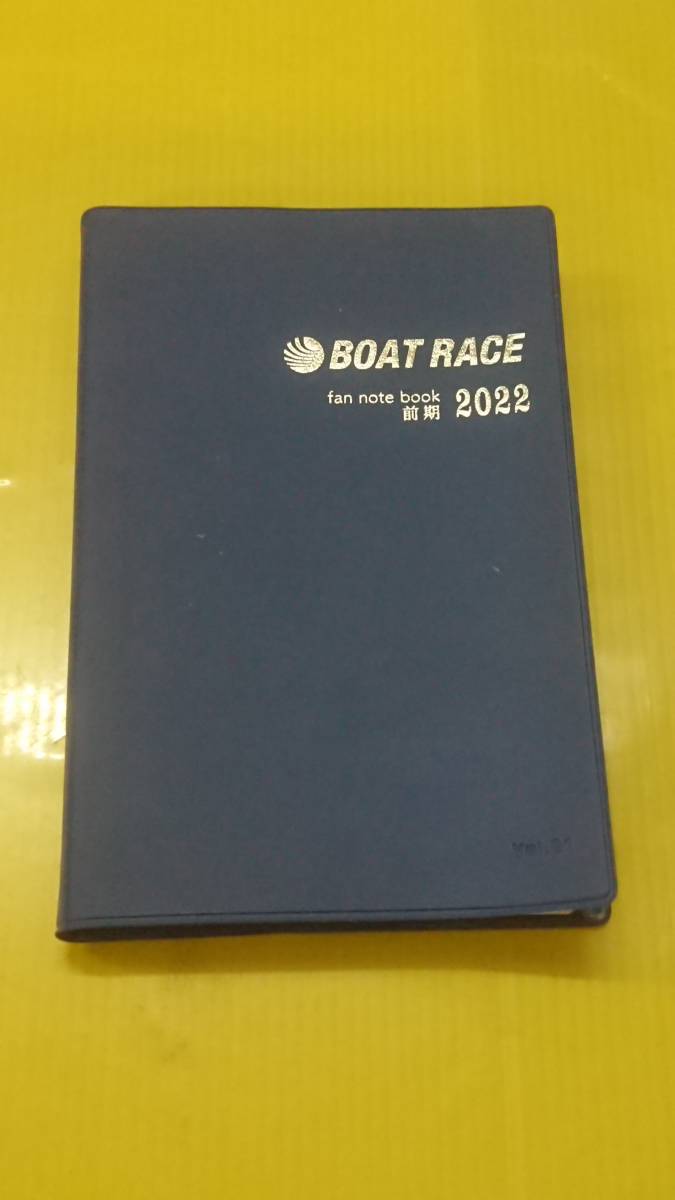 BOAT RACE
fan note book
前期 2022